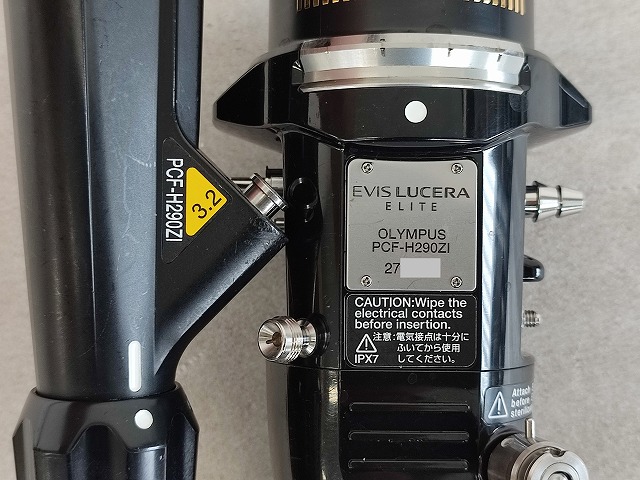 PCF-H290ZI
3.2
EVIS LUCERA
ELITE
OLYMPUS
PCF-H290ZI
27
CAUTION:Wipe the
electrical contacts
before insertion.
注意:電気接点は十分に
ふいてから使用
してください。
IPX7
Attach
before